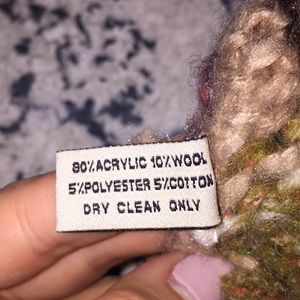 80%ACRYLIC 10%WOOL
5%POLYESTER 5%COTTON
DRY CLEAN ONLY